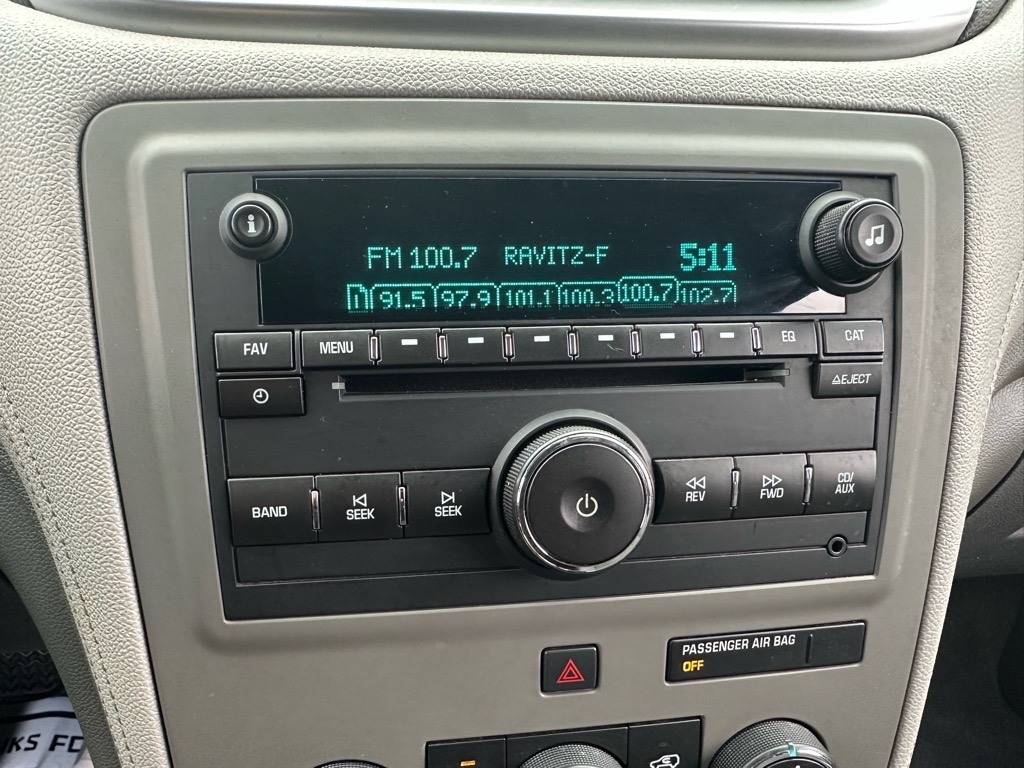 i
FM 100.7 RAVITZ-F 5:11
91.5 97.9 101.1 100.3 100.7 102.7
FAV MENU EQ CAT
EJECT
BAND SEEK SEEK REV FWD CD/
AUX
PASSENGER AIR BAG
OFF